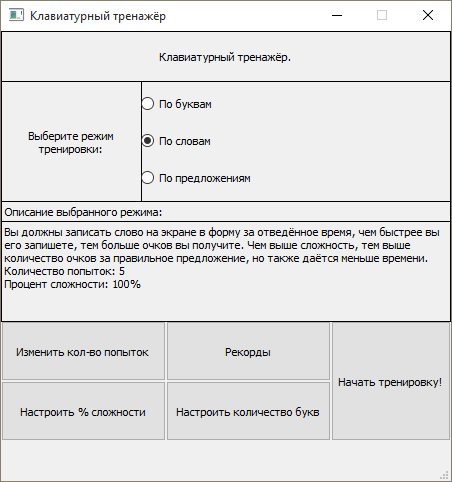 Клавиатурный тренажёр
Клавиатурный тренажёр.
Выберите режим
тренировки:
По буквам
По словам
По предложениям
Описание выбранного режима:
Вы должны записать слово на экране в форму за отведённое время, чем быстрее вы
его запишете, тем больше очков вы получите. Чем выше сложность, тем выше
количество очков за правильное предложение, но также даётся меньше времени.
Количество попыток: 5
Процент сложности: 100%
Изменить кол-во попыток
Рекорды
Начать тренировку!
Настроить % сложности
Настроить количество букв